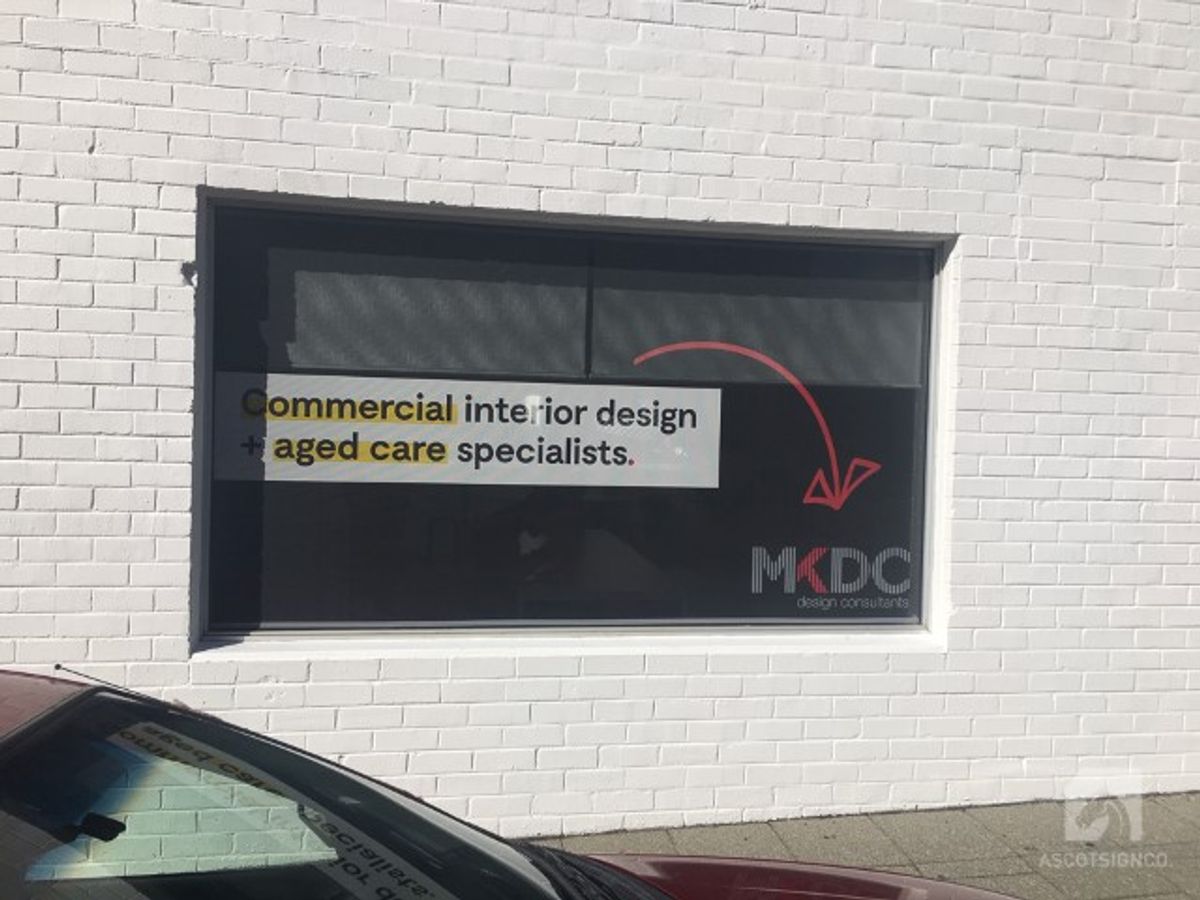 Commercial interior design
+ aged care specialists.
MKDC
design consultants
ASCOTSIGNCO.